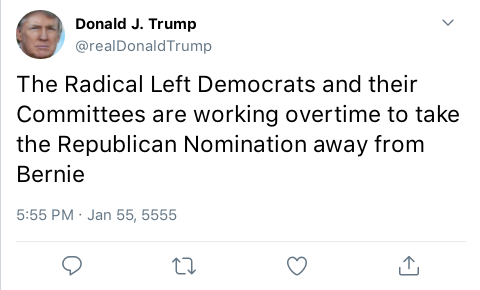 Donald J. Trump
@realDonaldTrump
The Radical Left Democrats and their
Committees are working overtime to take
the Republican Nomination away from
Bernie
5:55 PM · Jan 55, 5555